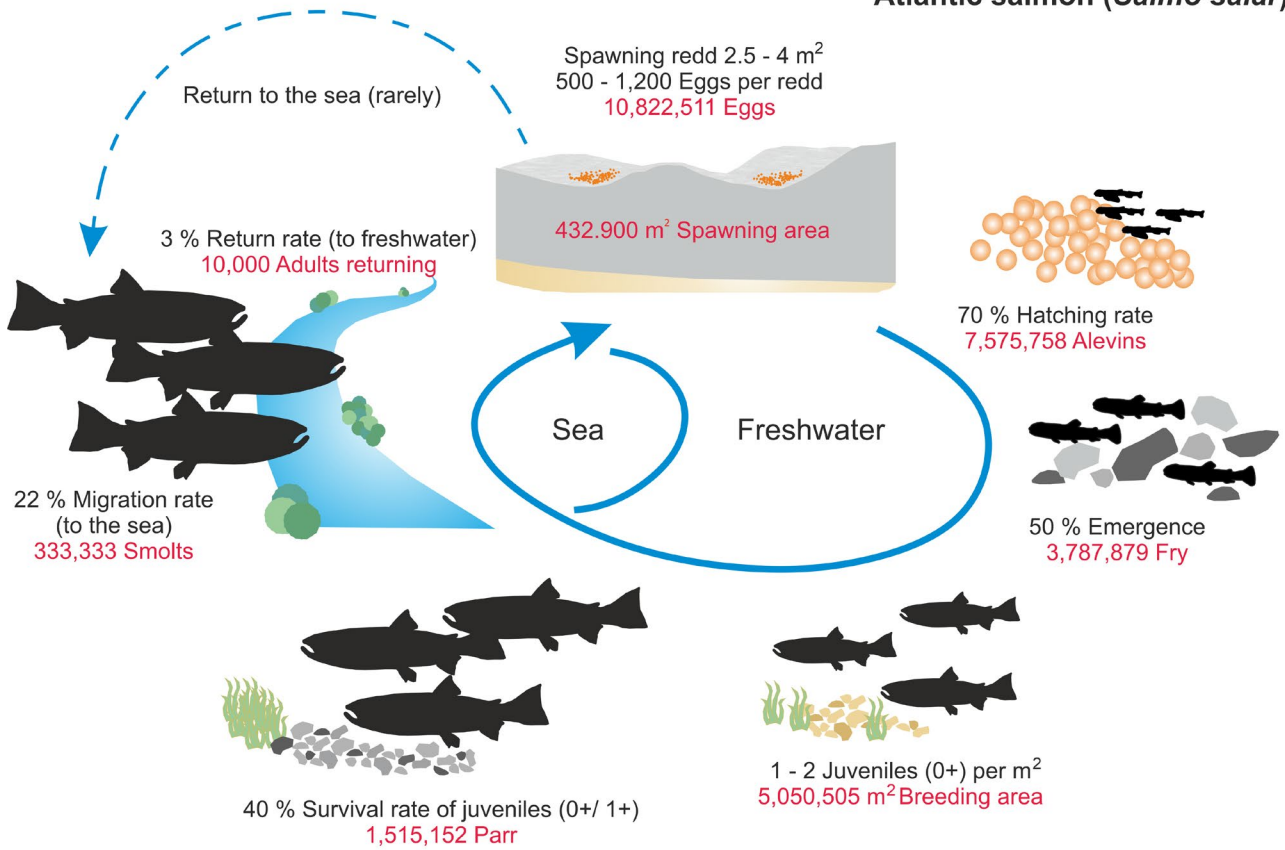 Atlantic salmon (Salmo salar)
Spawning redd 2.5 - 4 m²
500 - 1,200 Eggs per redd
10,822,511 Eggs
Return to the sea (rarely)
432.900 m² Spawning area
3 % Return rate (to freshwater)
10,000 Adults returning
70 % Hatching rate
7,575,758 Alevins
Sea
Freshwater
22 % Migration rate
(to the sea)
333,333 Smolts
50 % Emergence
3,787,879 Fry
1 - 2 Juveniles (0+) per m²
5,050,505 m² Breeding area
40 % Survival rate of juveniles (0+/ 1+)
1,515,152 Parr